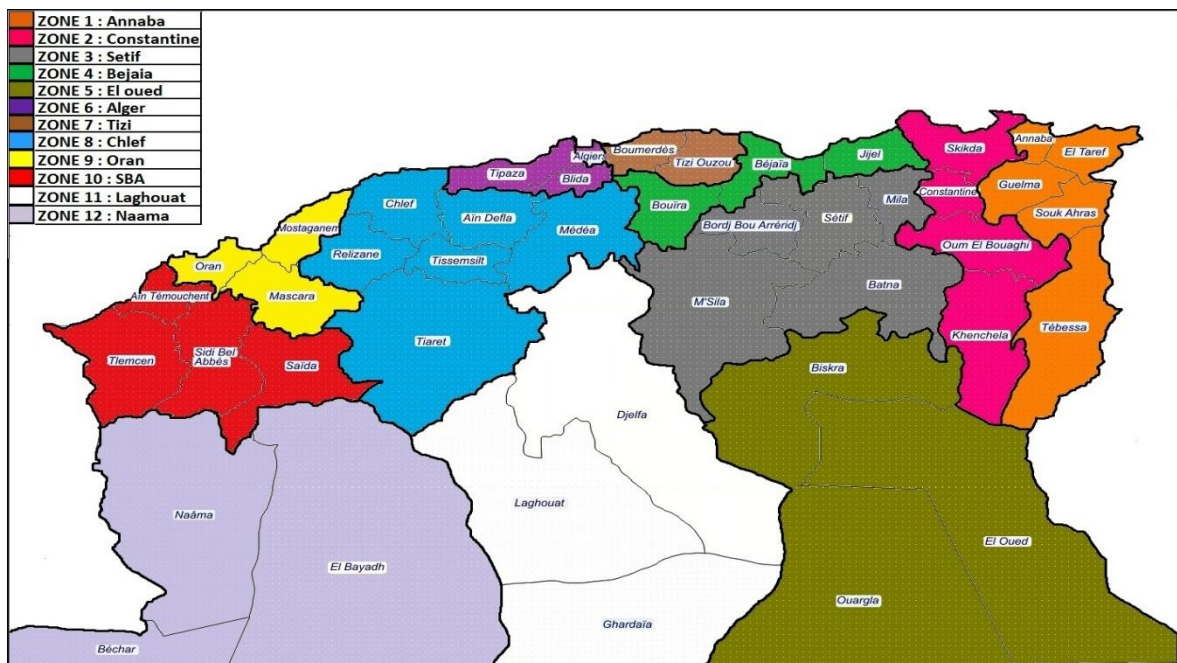 ZONE 1 : Annaba
ZONE 2 : Constantine
ZONE 3 : Setif
ZONE 4 : Bejaia
ZONE 5 : El oued
ZONE 6 : Alger
ZONE 7 : Tizi
ZONE 8 : Chlef
ZONE 9 : Oran
ZONE 10 : SBA
ZONE 11 : Laghouat
ZONE 12 : Naama
Annaba
Skikda
El Taref
Boumerdès
Algiers
Tizi Ouzou
Béjaïa
Jijel
Tipaza
Blida
Guelma
Constantine
Mila
Chlef
Bouïra
Souk Ahras
Aïn Defla
Sétif
Bordj Bou Arréridj
Mostaganem
Médéa
Oum El Bouaghi
Relizane
Tissemsilt
Oran
Batna
Aïn Témouchent
Mascara
M'Sila
Tébessa
Khenchela
Tiaret
Sidi Bel
Abbès
Tlemcen
Saïda
Biskra
Djelfa
Laghouat
Naâma
El Oued
El Bayadh
Ouargla
Ghardaïa
Béchar